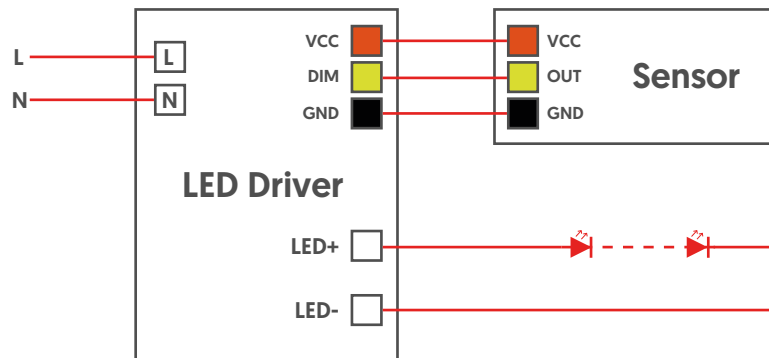 VCC
VCC
L
L
DIM
OUT
Sensor
N
N
GND
GND
LED Driver
LED+
LED-